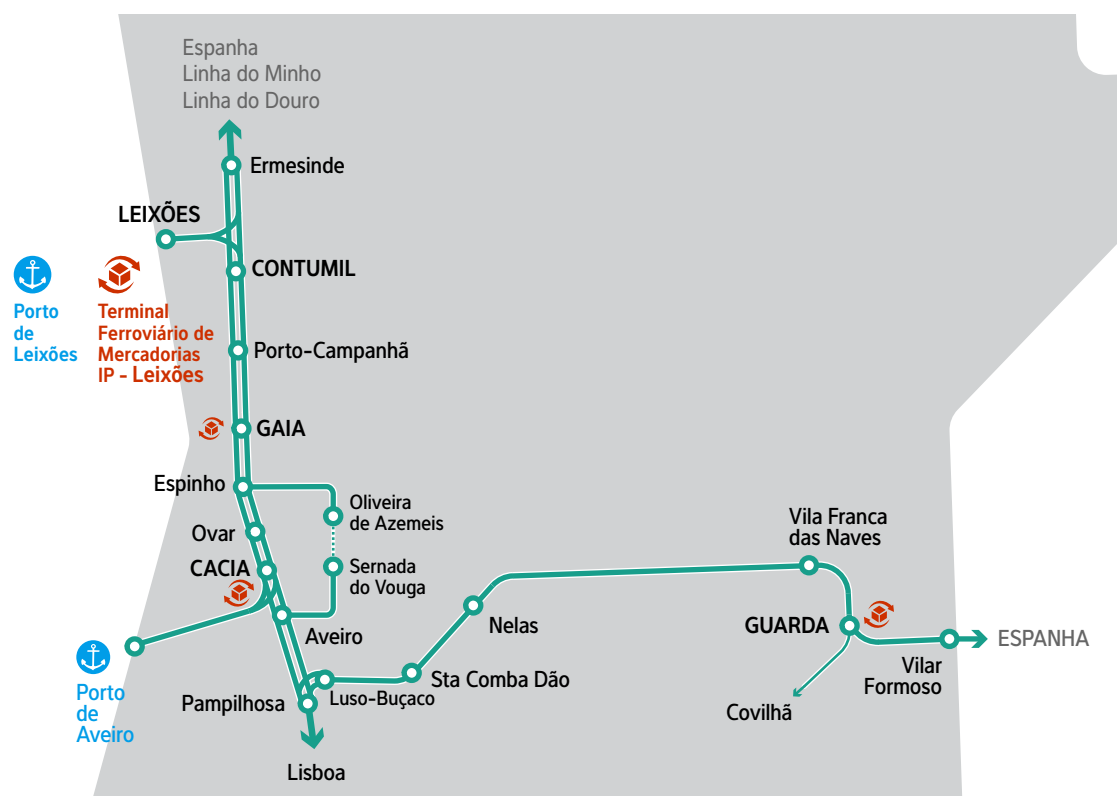 Espanha
Linha do Minho
Linha do Douro
Ermesinde
LEIXÕES
CONTUMIL
Porto
de
Leixões
Terminal
Ferroviário de
Mercadorias
IP - Leixões
Porto-Campanhã
GAIA
Espinho
Oliveira
de Azemeis
Ovar
Vila Franca
das Naves
CACIA
Sernada
do Vouga
Aveiro
Nelas
GUARDA
ESPANHA
Vilar
Formoso
Porto
de
Aveiro
Pampilhosa
Luso-Buçaco
Sta Comba Dão
Covilhã
Lisboa